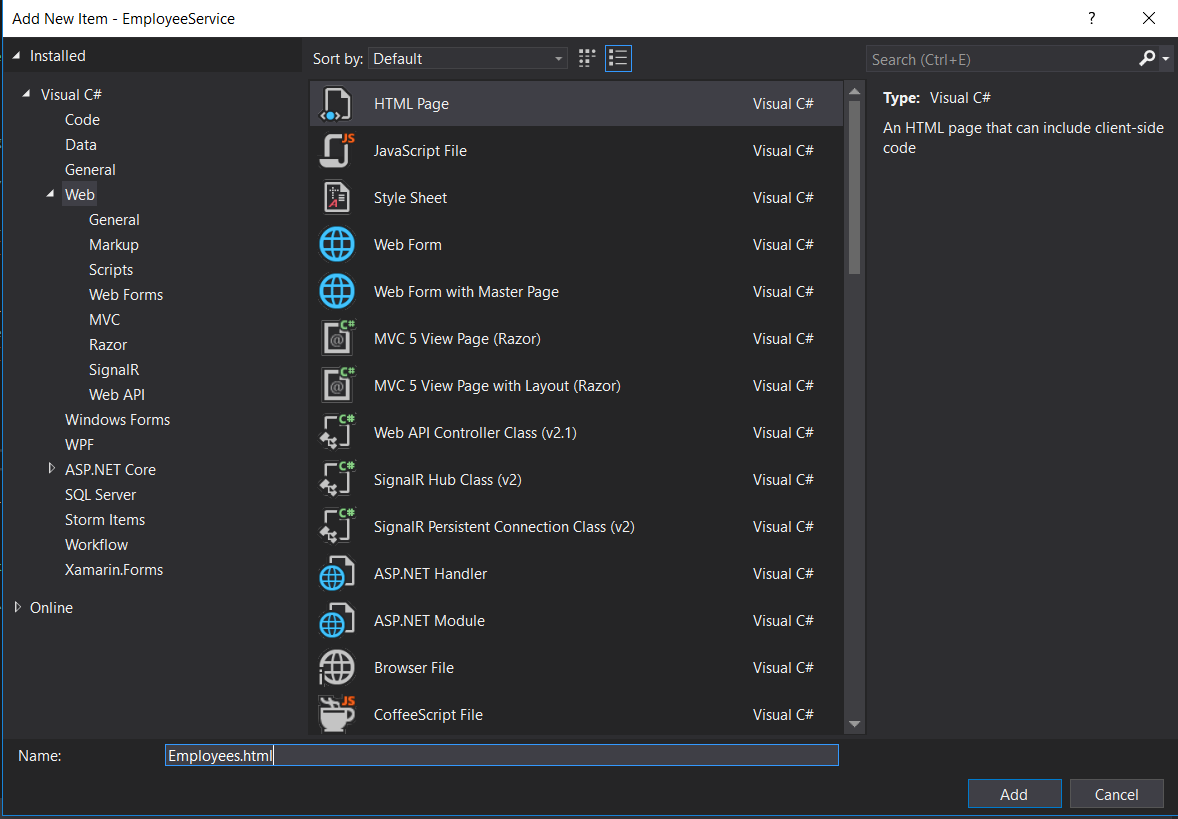 Add New Item - EmployeeService
?
Installed
Sort by: Default
Search (Ctrl+E)
Visual C#
Code
Data
General
Web
General
Markup
Scripts
Web Forms
MVC
Razor
SignalR
Web API
Windows Forms
WPF
ASP.NET Core
SQL Server
Storm Items
Workflow
Xamarin.Forms
Online
HTML Page Visual C#
JavaScript File Visual C#
Style Sheet Visual C#
Web Form Visual C#
Web Form with Master Page Visual C#
MVC 5 View Page (Razor) Visual C#
MVC 5 View Page with Layout (Razor) Visual C#
Web API Controller Class (v2.1) Visual C#
SignalR Hub Class (v2) Visual C#
SignalR Persistent Connection Class (v2) Visual C#
ASP.NET Handler Visual C#
ASP.NET Module Visual C#
Browser File Visual C#
CoffeeScript File Visual C#
Type: Visual C#
An HTML page that can include client-side
code
Name: Employees.html
Add Cancel